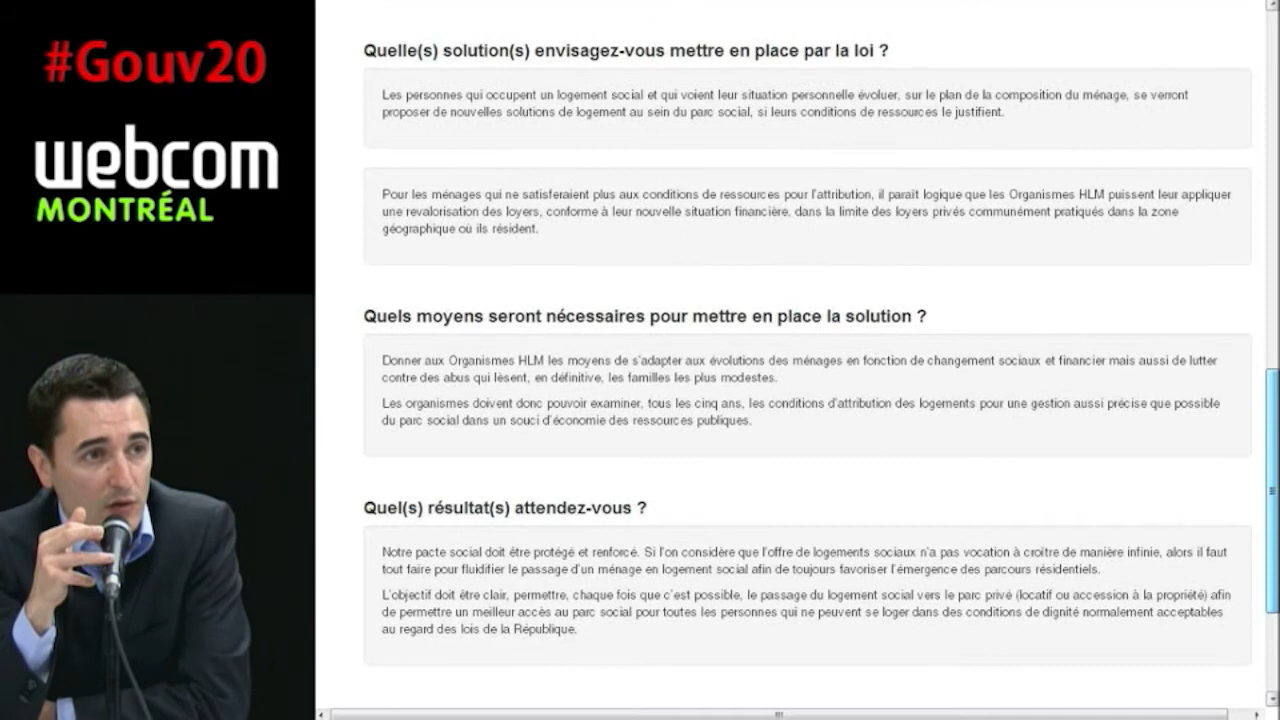 #Gouv20
webcom
MONTRÉAL
Quelle(s) solution(s) envisagez-vous mettre en place par la loi ?
Les personnes qui occupent un logement social et qui voient leur situation personnelle évoluer, sur le plan de la composition du ménage, se verront
proposer de nouvelles solutions de logement au sein du parc social, si leurs conditions de ressources le justifient.
Pour les ménages qui ne satisferaient plus aux conditions de ressources pour l'attribution, il paraît logique que les Organismes HLM puissent leur appliquer
une revalorisation des loyers, conforme à leur nouvelle situation financière, dans la limite des loyers privés communément pratiqués dans la zone
géographique où ils résident.
Quels moyens seront nécessaires pour mettre en place la solution ?
Donner aux Organismes HLM les moyens de s'adapter aux évolutions des ménages en fonction de changement sociaux et financier mais aussi de lutter
contre des abus qui lèsent, en définitive, les familles les plus modestes.
Les organismes doivent donc pouvoir examiner, tous les cinq ans, les conditions d'attribution des logements pour une gestion aussi précise que possible
du parc social dans un souci d'économie des ressources publiques.
Quel(s) résultat(s) attendez-vous ?
Notre pacte social doit être protégé et renforcé. Si l'on considère que l'offre de logements sociaux n'a pas vocation à croître de manière infinie, alors il faut
tout faire pour fluidifier le passage d'un ménage en logement social afin de toujours favoriser l'émergence des parcours résidentiels.
L'objectif doit être clair, permettre, chaque fois que c'est possible, le passage du logement social vers le parc privé (locatif ou accession à la propriété) afin
de permettre un meilleur accès au parc social pour toutes les personnes qui ne peuvent se loger dans des conditions de dignité normalement acceptables
au regard des lois de la République.